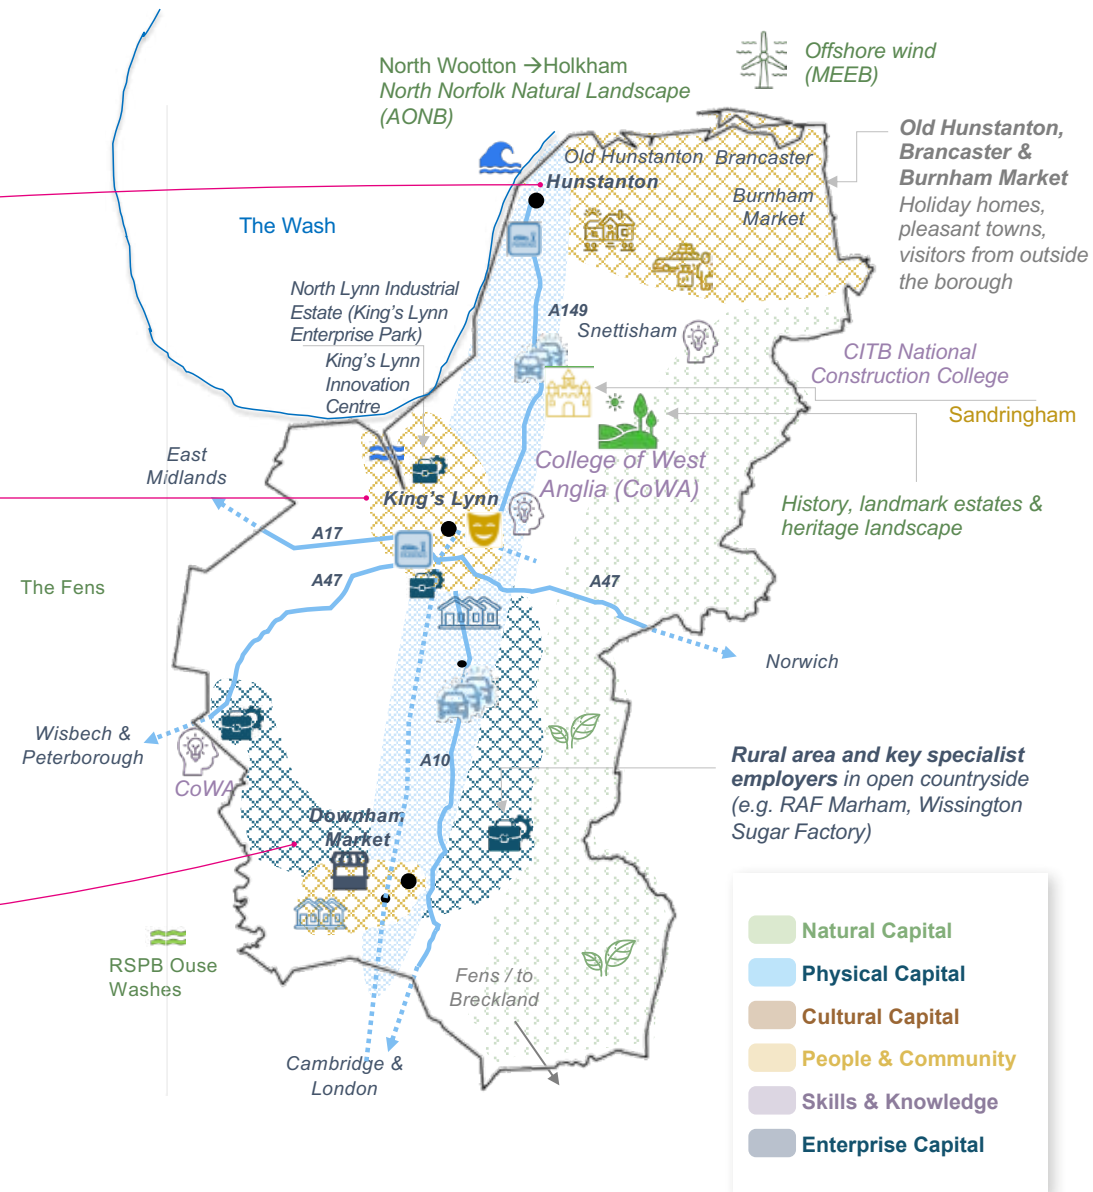 North Wootton →Holkham
North Norfolk Natural Landscape
(AONB)
Offshore wind
(MEEB)
Old Hunstanton,
Brancaster &
Burnham Market
Holiday homes,
pleasant towns,
visitors from outside
the borough
Old Hunstanton
Brancaster
Hunstanton
Burnham
Market
The Wash
North Lynn Industrial
Estate (King's Lynn
Enterprise Park)
King's Lynn
Innovation
Centre
A149
Snettisham
CITB National
Construction College
Sandringham
East
Midlands
College of West
Anglia (CoWA)
King's Lynn
History, landmark estates &
heritage landscape
A17
A47
A47
The Fens
Norwich
Wisbech &
Peterborough
CoWA
A10
Rural area and key specialist
employers in open countryside
(e.g. RAF Marham, Wissington
Sugar Factory)
Downham
Market
RSPB Ouse
Washes
Fens / to
Breckland
Cambridge &
London
Natural Capital
Physical Capital
Cultural Capital
People & Community
Skills & Knowledge
Enterprise Capital